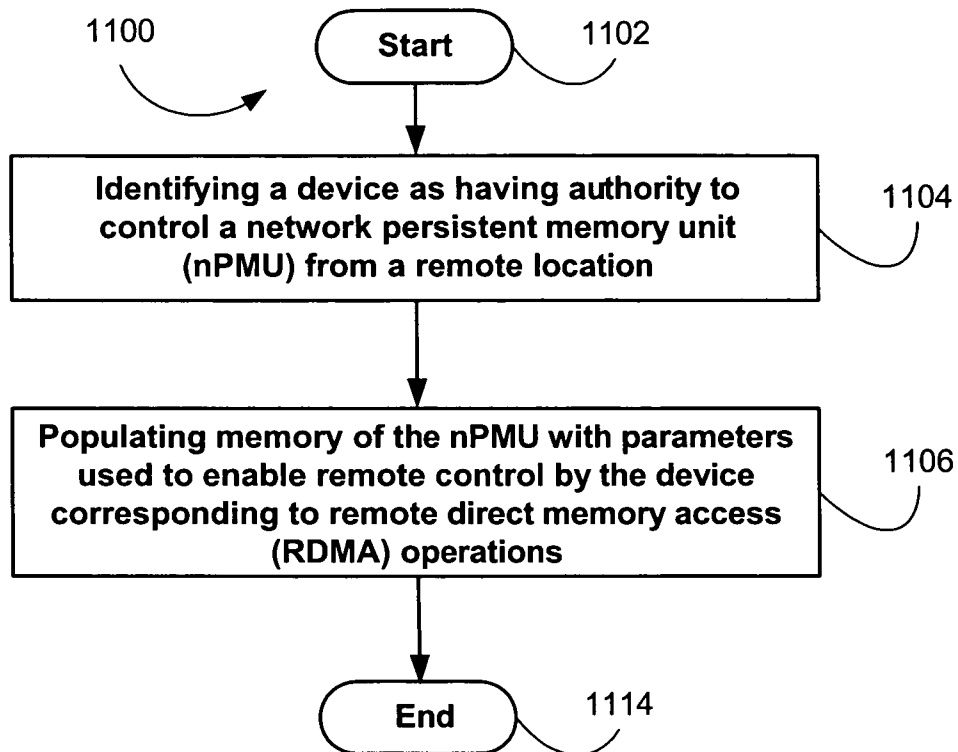 1100
Start
1102
Identifying a device as having authority to
control a network persistent memory unit
(nPMU) from a remote location
1104
Populating memory of the nPMU with parameters
used to enable remote control by the device
corresponding to remote direct memory access
(RDMA) operations
1106
End
1114